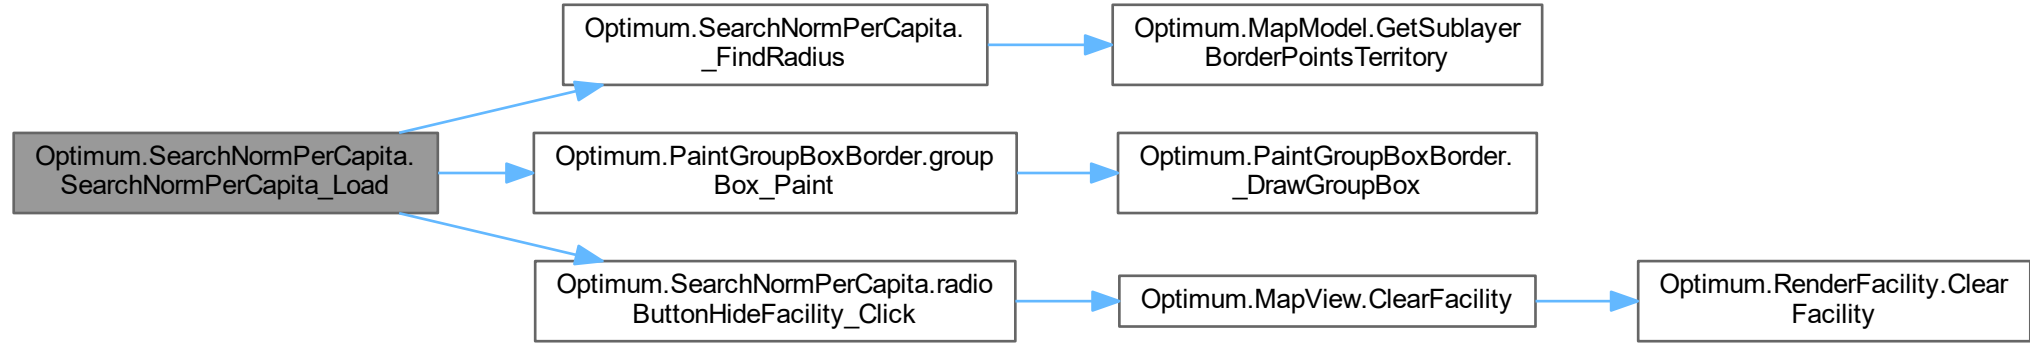 Optimum.SearchNormPerCapita.
SearchNormPerCapita_Load
Optimum.SearchNormPerCapita.
_FindRadius
Optimum.MapModel.GetSublayer
BorderPointsTerritory
Optimum.PaintGroupBoxBorder.group
Box_Paint
Optimum.PaintGroupBoxBorder.
_DrawGroupBox
Optimum.SearchNormPerCapita.radio
ButtonHideFacility_Click
Optimum.MapView.ClearFacility
Optimum.RenderFacility.Clear
Facility